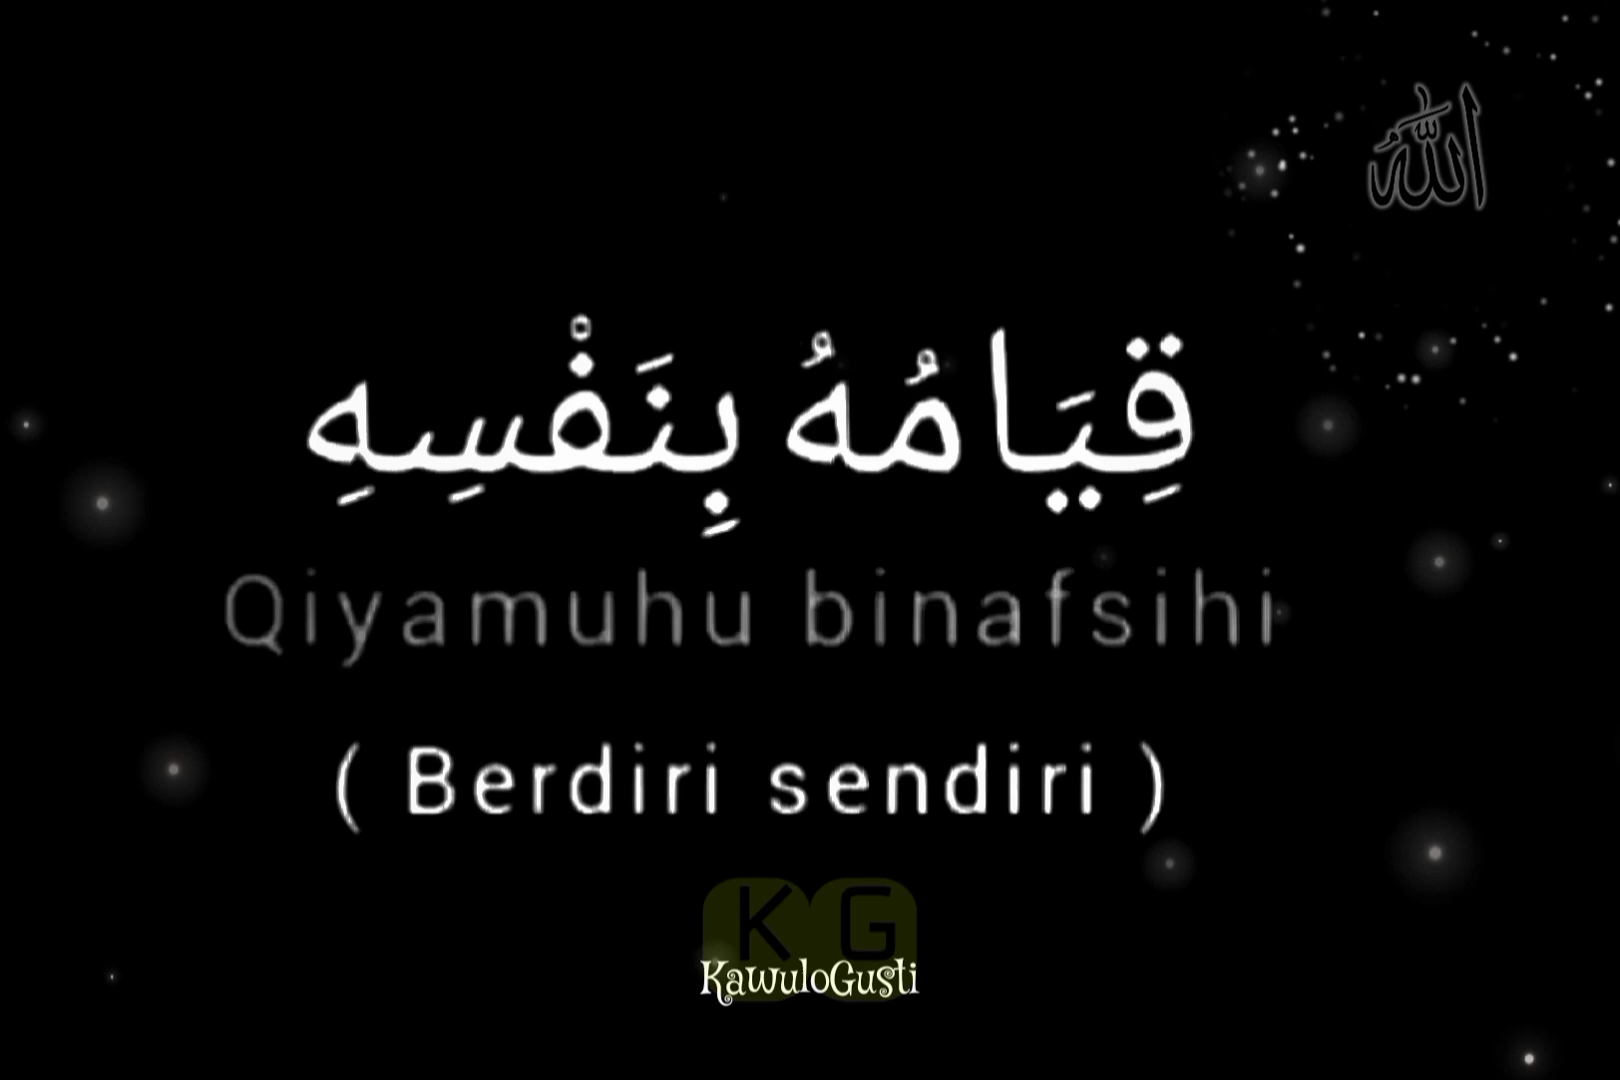 الله
قِيَامُهُ بِنَفْسِهِ
Qiyamuhu binafsihi
( Berdiri sendiri )
KG
KawuloGusti